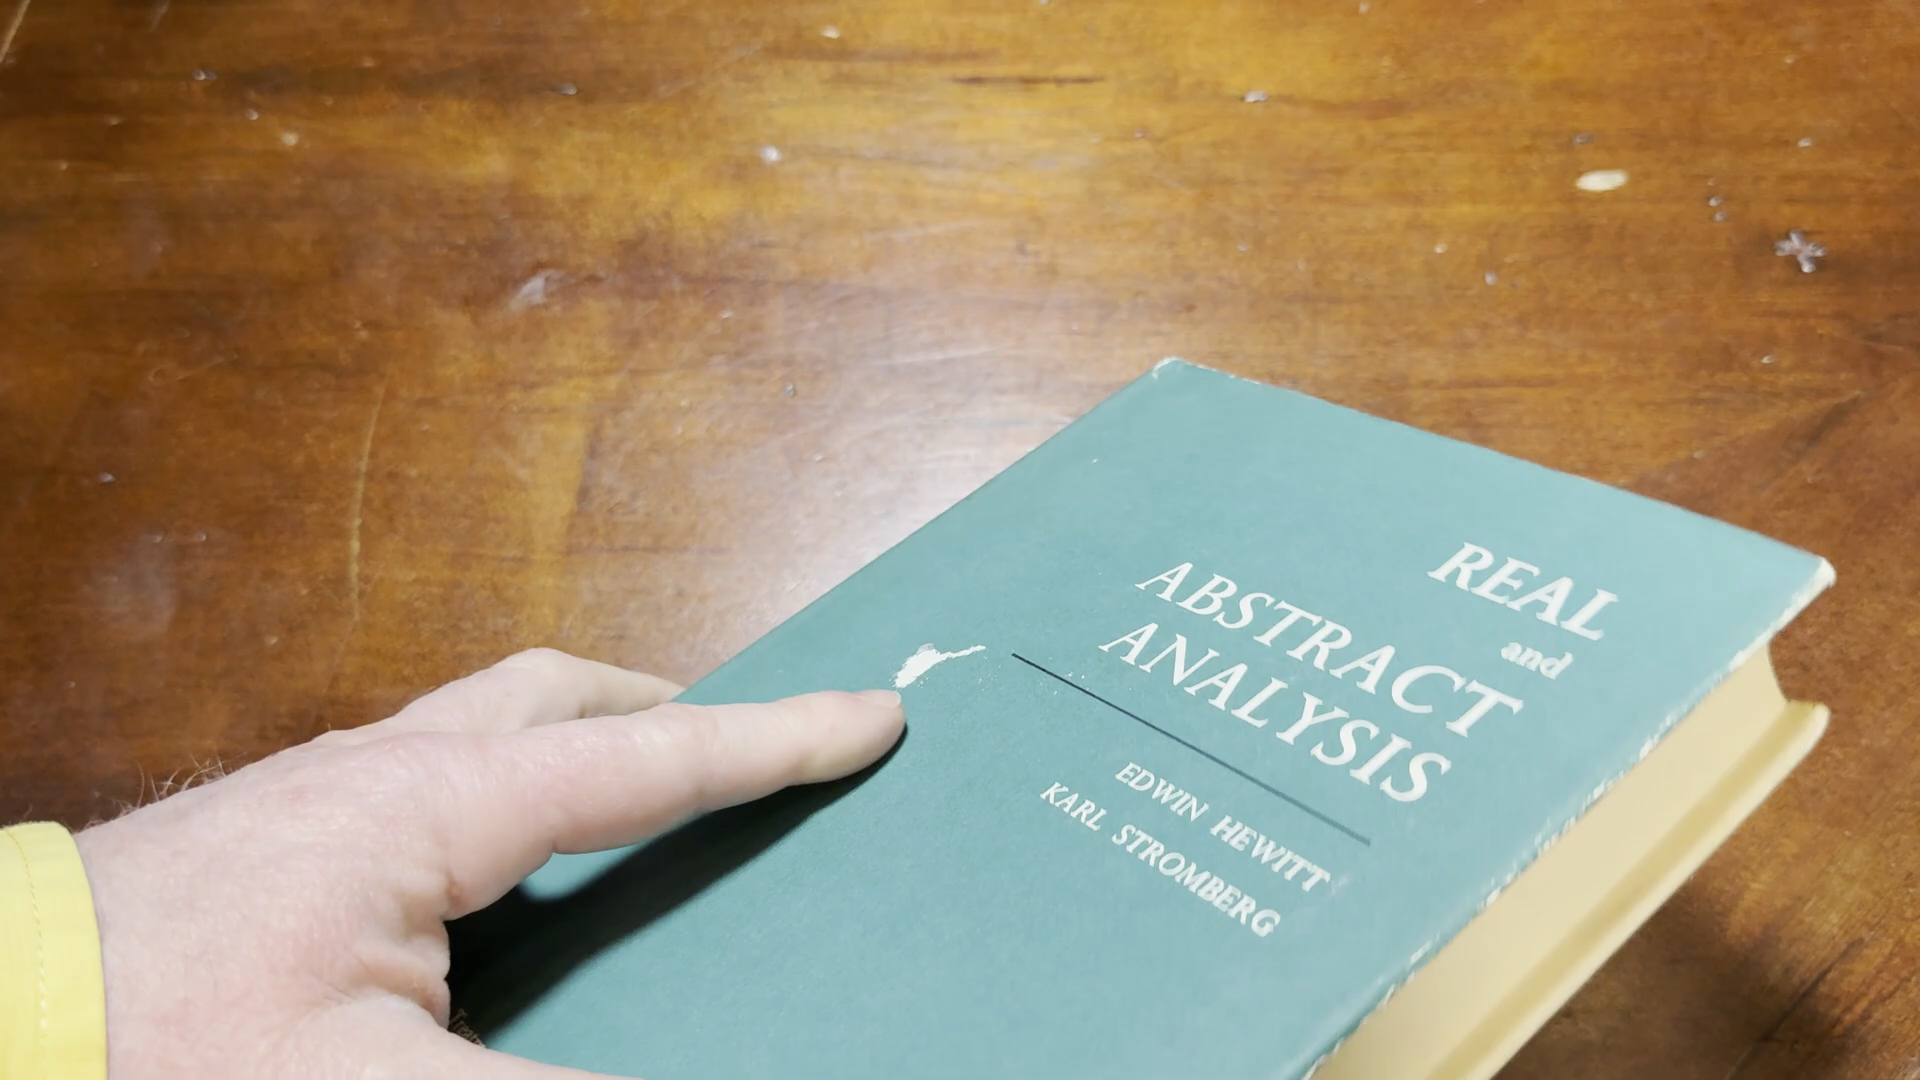 REAL
and
ABSTRACT
ANALYSIS
EDWIN HEWITT
KARL STROMBERG